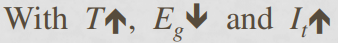 With T🡅, E_g🡇 and I_t🡅